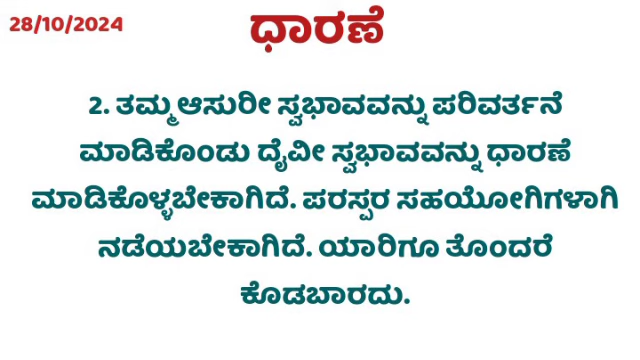 28/10/2024
ಧಾರಣೆ
2. ತಮ್ಮ ಆಸುರೀ ಸ್ವಭಾವವನ್ನು ಪರಿವರ್ತನೆ
ಮಾಡಿಕೊಂಡು ದೈವೀ ಸ್ವಭಾವವನ್ನು ಧಾರಣೆ
ಮಾಡಿಕೊಳ್ಳಬೇಕಾಗಿದೆ. ಪರಸ್ಪರ ಸಹಯೋಗಿಗಳಾಗಿ
ನಡೆಯಬೇಕಾಗಿದೆ. ಯಾರಿಗೂ ತೊಂದರೆ
ಕೊಡಬಾರದು.